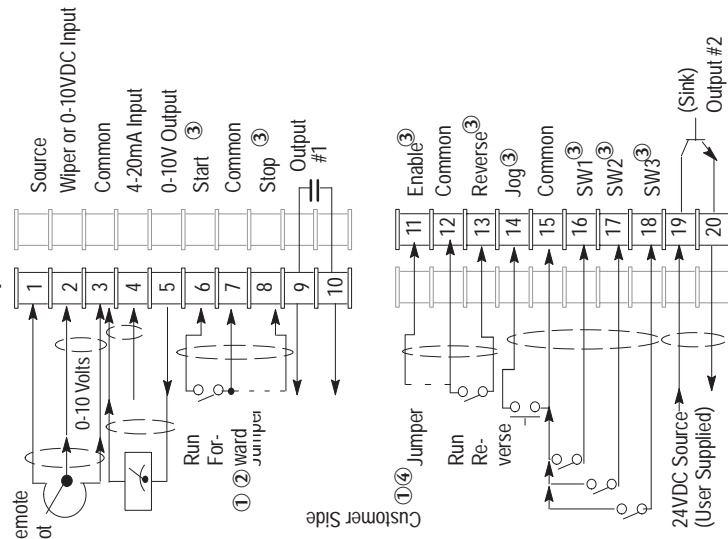 Source
Wiper or 0-10VDC Input
Common
4-20mA Input
0-10V Output
Start ③
Common
Stop ③
Output
#1
1
2
3
4
5
6
7
8
9
10
emote
ot
0-10 Volts
Run
For-
①② ward
Jumper
Customer Side
Enable③
Common
Reverse③
Jog③
Common
SW1③
SW2③
SW3③
(Sink)
Output #2
11
12
13
14
15
16
17
18
19
20
①④ Jumper
Run
Re-
verse
24VDC Source
(User Supplied)